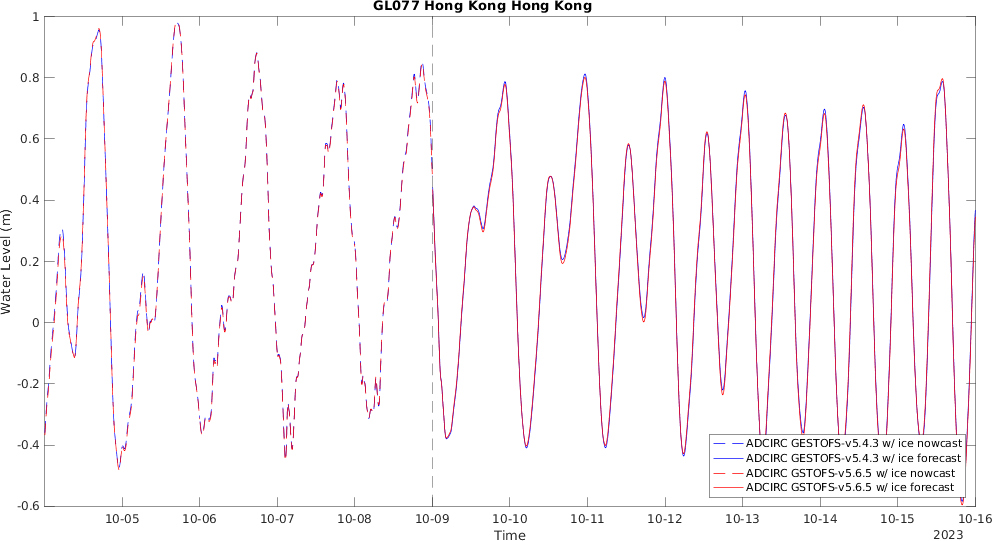 GL077 Hong Kong Hong Kong
Water Level (m)
1
0.8
0.6
0.4
0.2
0
-0.2
-0.4
-0.6
ADCIRC GESTOFS-v5.4.3 w/ ice nowcast
ADCIRC GESTOFS-v5.4.3 w/ ice forecast
ADCIRC GSTOFS-v5.6.5 w/ ice nowcast
ADCIRC GSTOFS-v5.6.5 w/ ice forecast
10-05 10-06 10-07 10-08 10-09 10-10 10-11 10-12 10-13 10-14 10-15 10-16
Time
2023